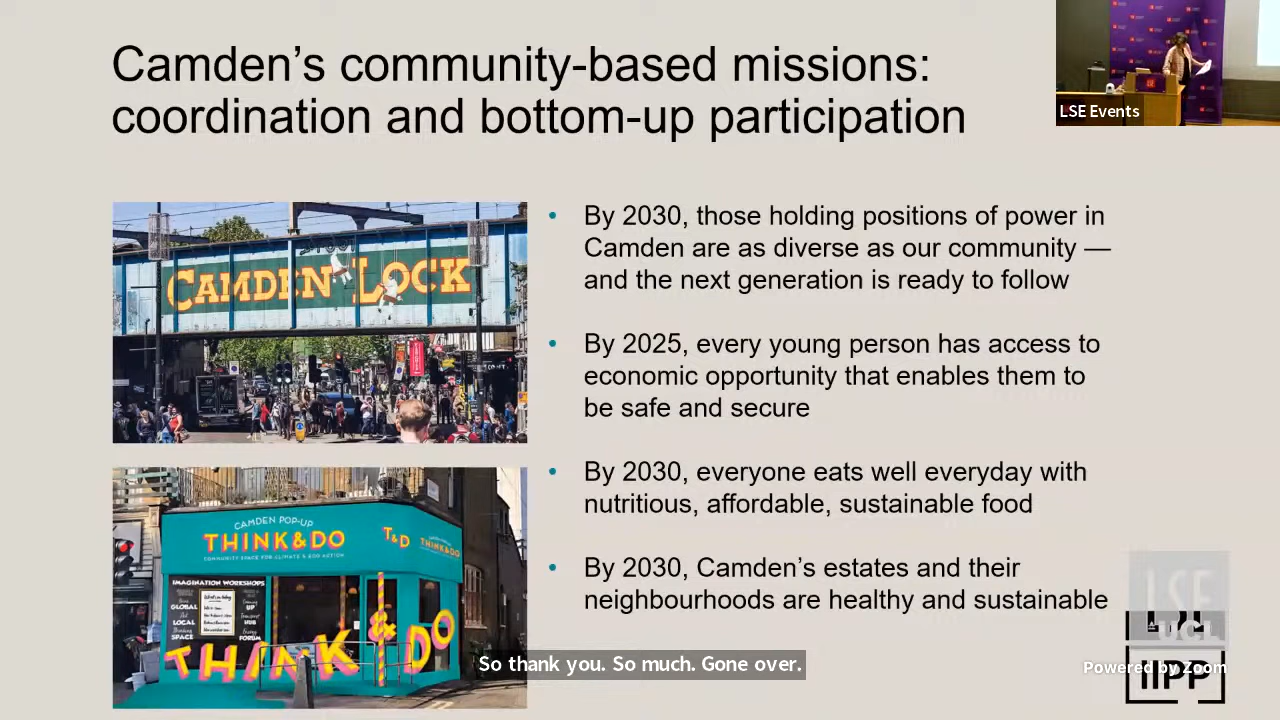 Camden's community-based missions:
coordination and bottom-up participation
LSE Events
CAMDEN LOCK
• By 2030, those holding positions of power in
Camden are as diverse as our community —
and the next generation is ready to follow
• By 2025, every young person has access to
economic opportunity that enables them to
be safe and secure
• By 2030, everyone eats well everyday with
nutritious, affordable, sustainable food
• By 2030, Camden's estates and their
neighbourhoods are healthy and sustainable
CAMDEN POP-UP
THINK&DO
COMMUNITY SPACE FOR CLIMATE & ECO ACTION
T&D
THINK&DO
IMAGINATION WORKSHOPS
GLOBAL
LOCAL
SPACE
UP
HUB
FORUM
THINK & DO
So thank you. So much. Gone over.
LSE
UCL
Powered by Zoom
IIPP